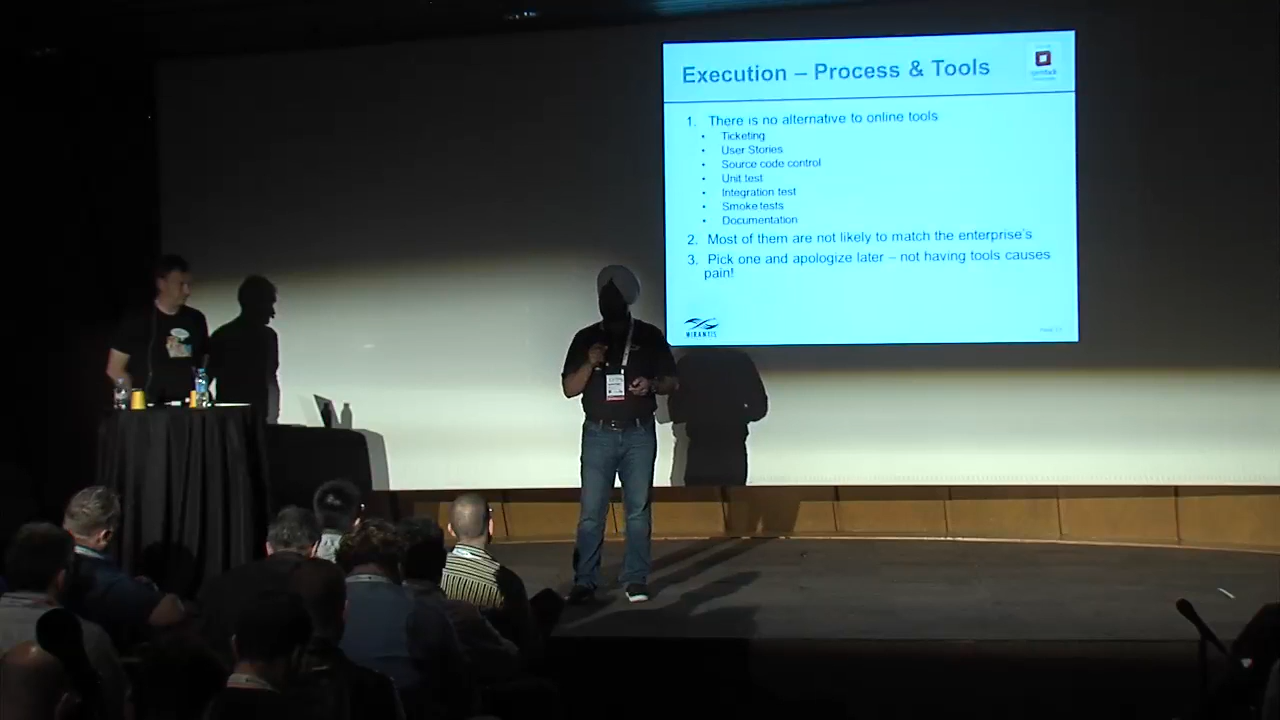 Execution – Process & Tools
openstack
1. There is no alternative to online tools
• Ticketing
• User Stories
• Source code control
• Unit test
• Integration test
• Smoke tests
• Documentation
2. Most of them are not likely to match the enterprise's
3. Pick one and apologize later – not having tools causes
pain!
MIRANTIS